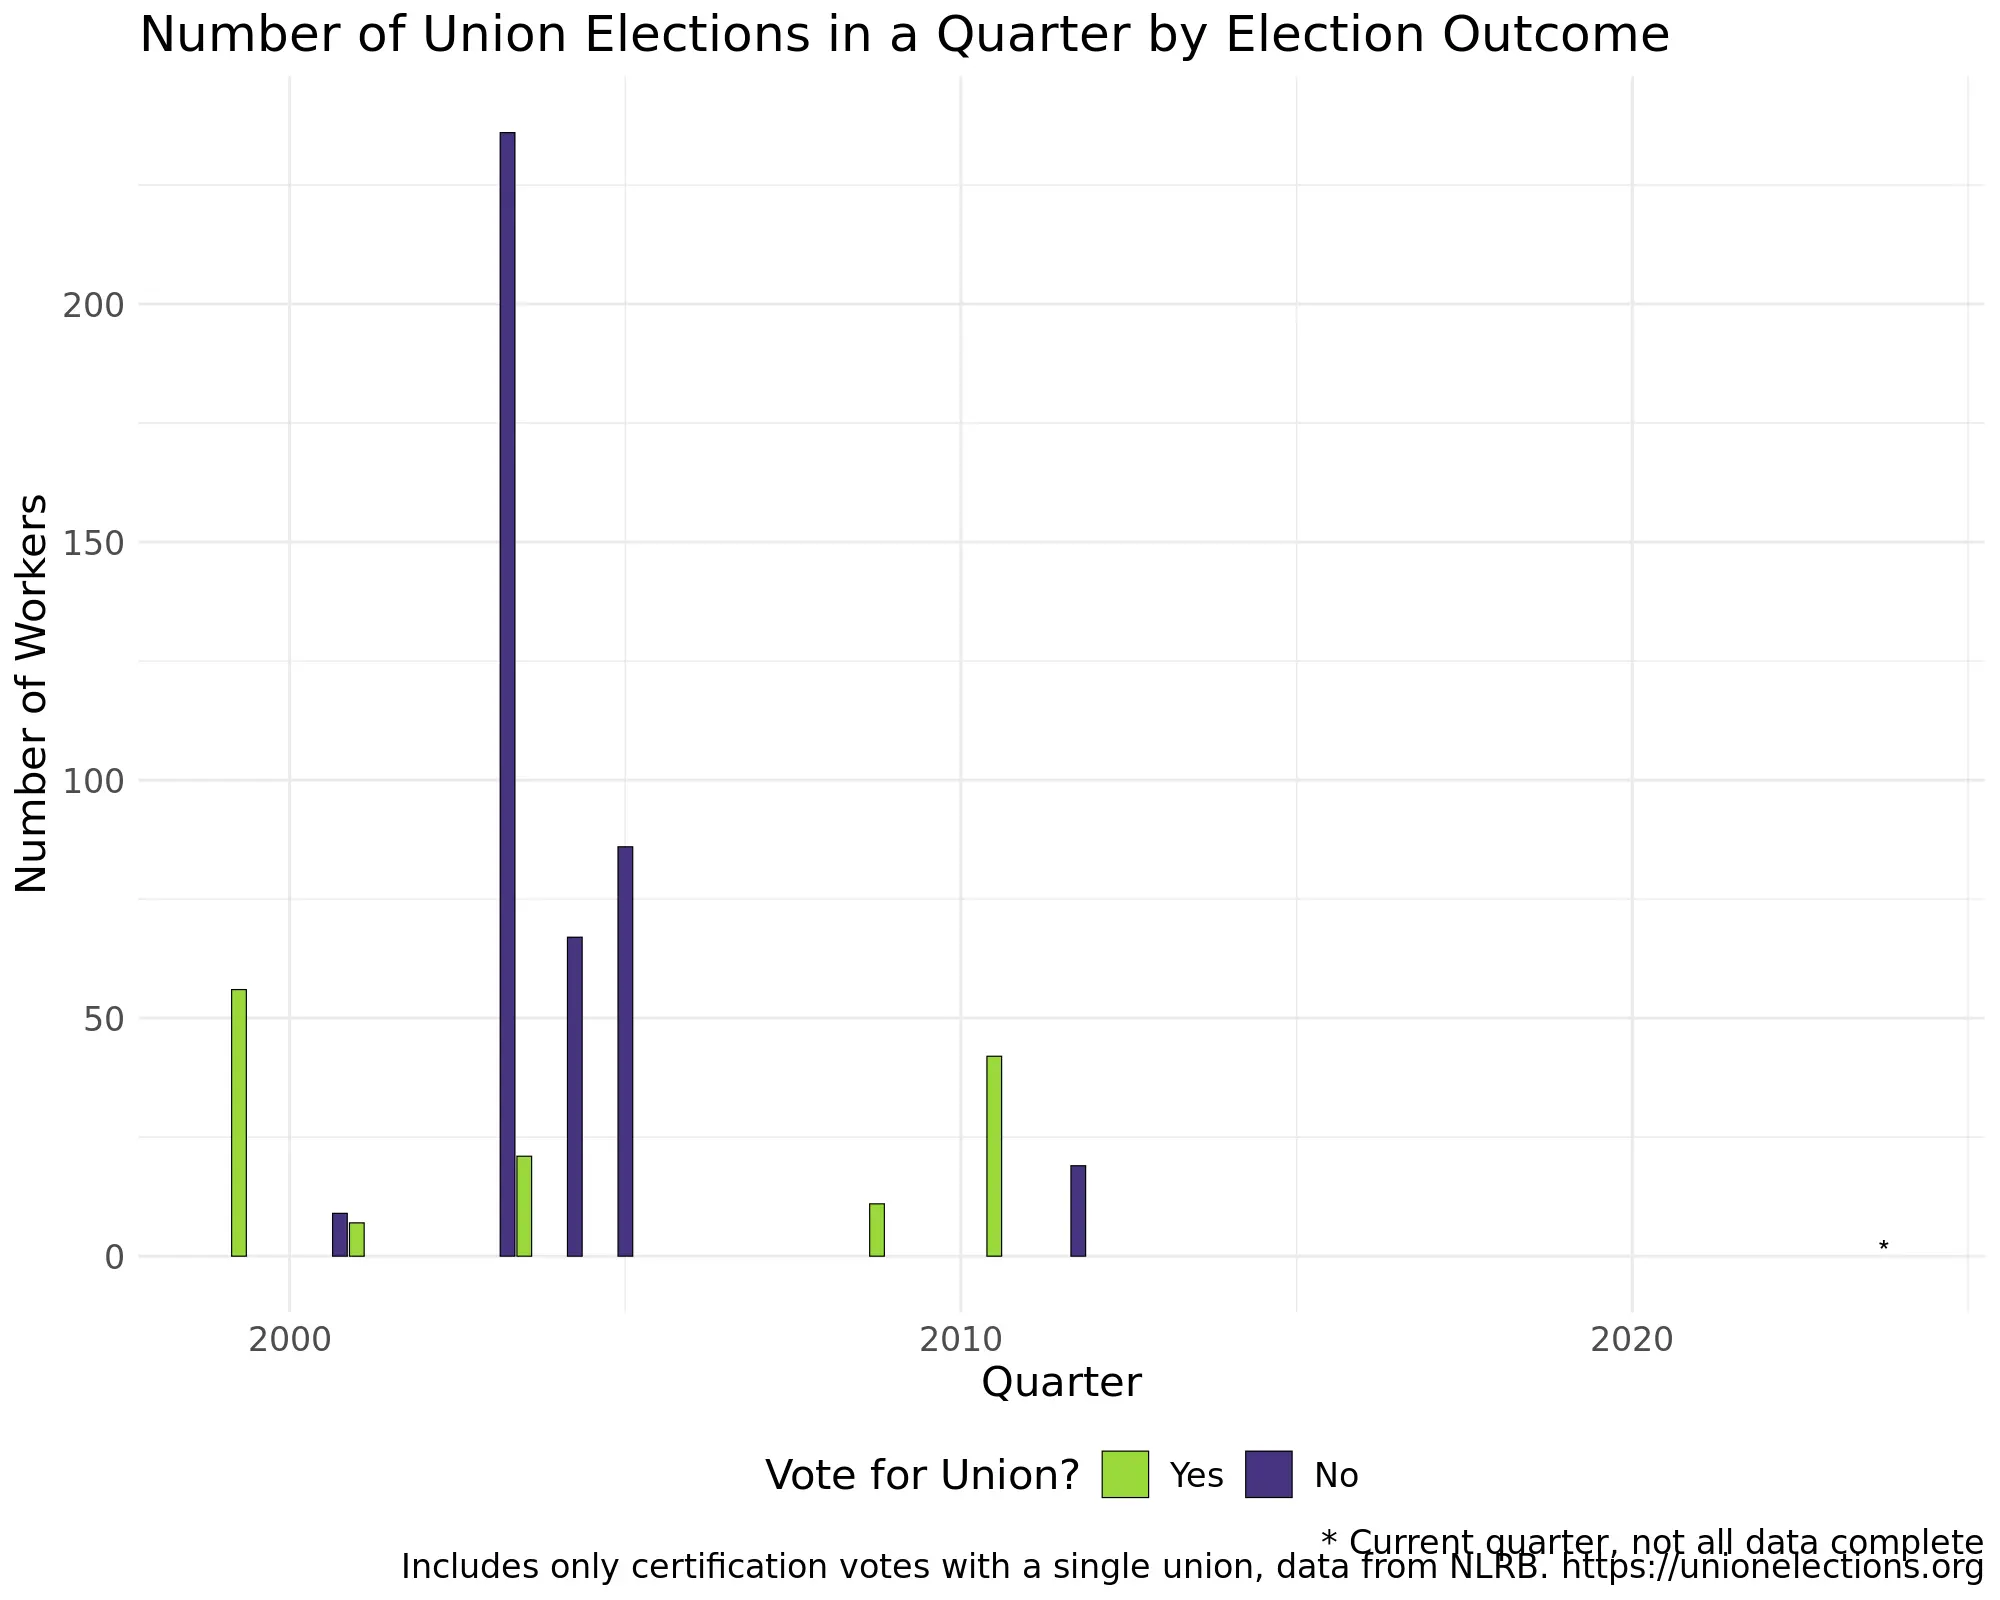 Number of Union Elections in a Quarter by Election Outcome
Number of Workers
200
150
100
50
0
*
2000
2010
2020
Quarter
Vote for Union?
Yes
No
* Current quarter, not all data complete
Includes only certification votes with a single union, data from NLRB. https://unionelections.org